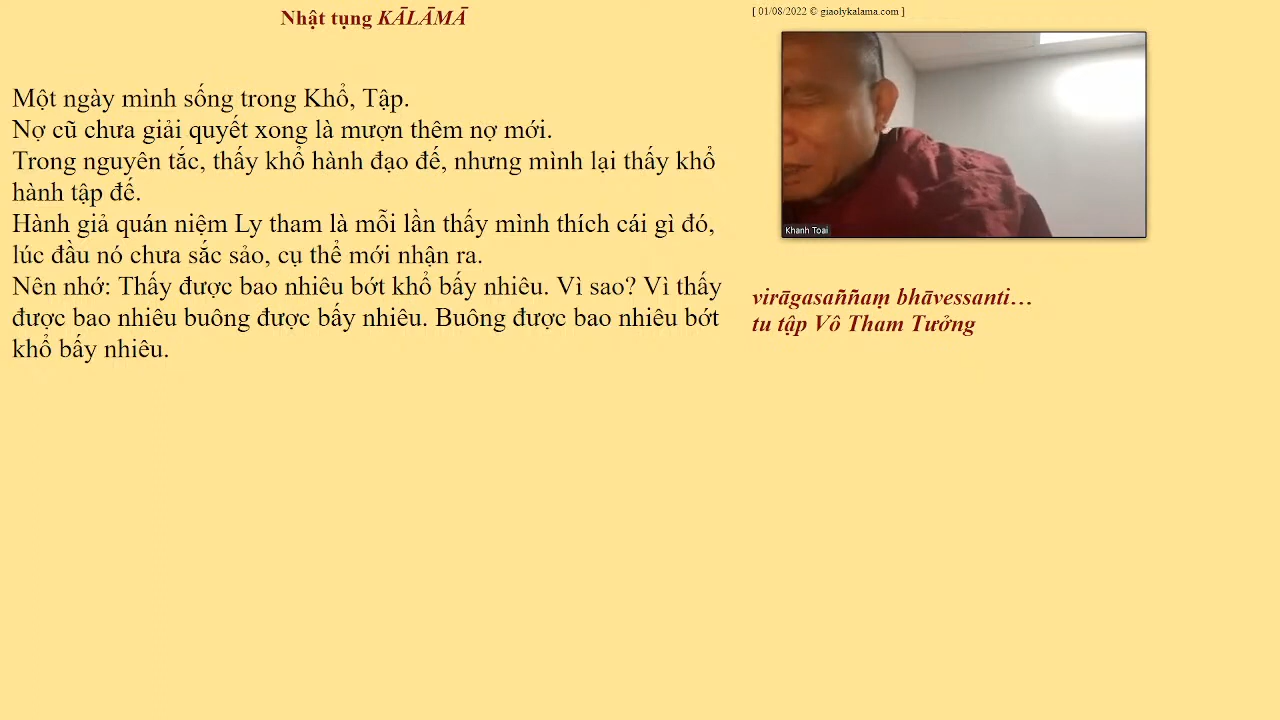 Nhật tụng KĀLĀMĀ
[ 01/08/2022 © giaolykalama.com ]
Một ngày mình sống trong Khổ, Tập.
Nợ cũ chưa giải quyết xong là mượn thêm nợ mới.
Trong nguyên tắc, thấy khổ hành đạo đế, nhưng mình lại thấy khổ
hành tập đế.
Hành giả quán niệm Ly tham là mỗi lần thấy mình thích cái gì đó,
lúc đầu nó chưa sắc sảo, cụ thể mới nhận ra.
Nên nhớ: Thấy được bao nhiêu bớt khổ bấy nhiêu. Vì sao? Vì thấy
được bao nhiêu buông được bấy nhiêu. Buông được bao nhiêu bớt
khổ bấy nhiêu.
Khanh Toai
virāgasaññaṃ bhāvessanti…
tu tập Vô Tham Tưởng